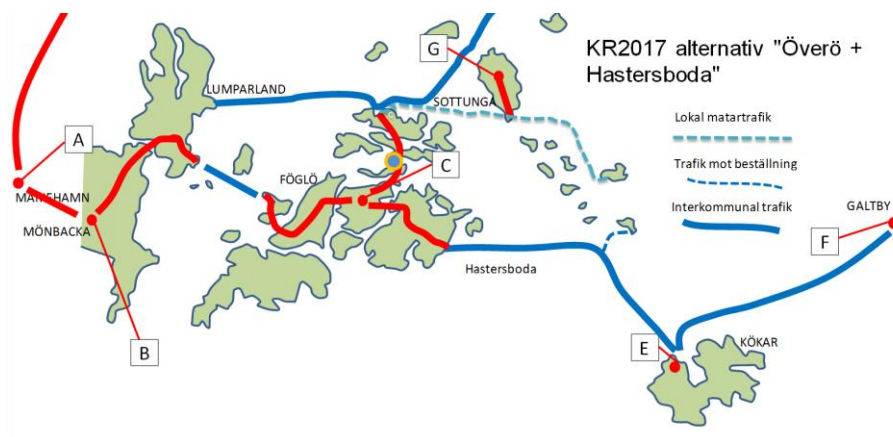 KR2017 alternativ "Överö +
Hastersboda"
G
LUMPARLAND
SOTTUNGA
Lokal matartrafik
A
Trafik mot beställning
FÖGLÖ
C
MARIEHAMN
Interkommunal trafik
GALTBY
MÖNBACKA
F
Hastersboda
B
E
KÖKAR